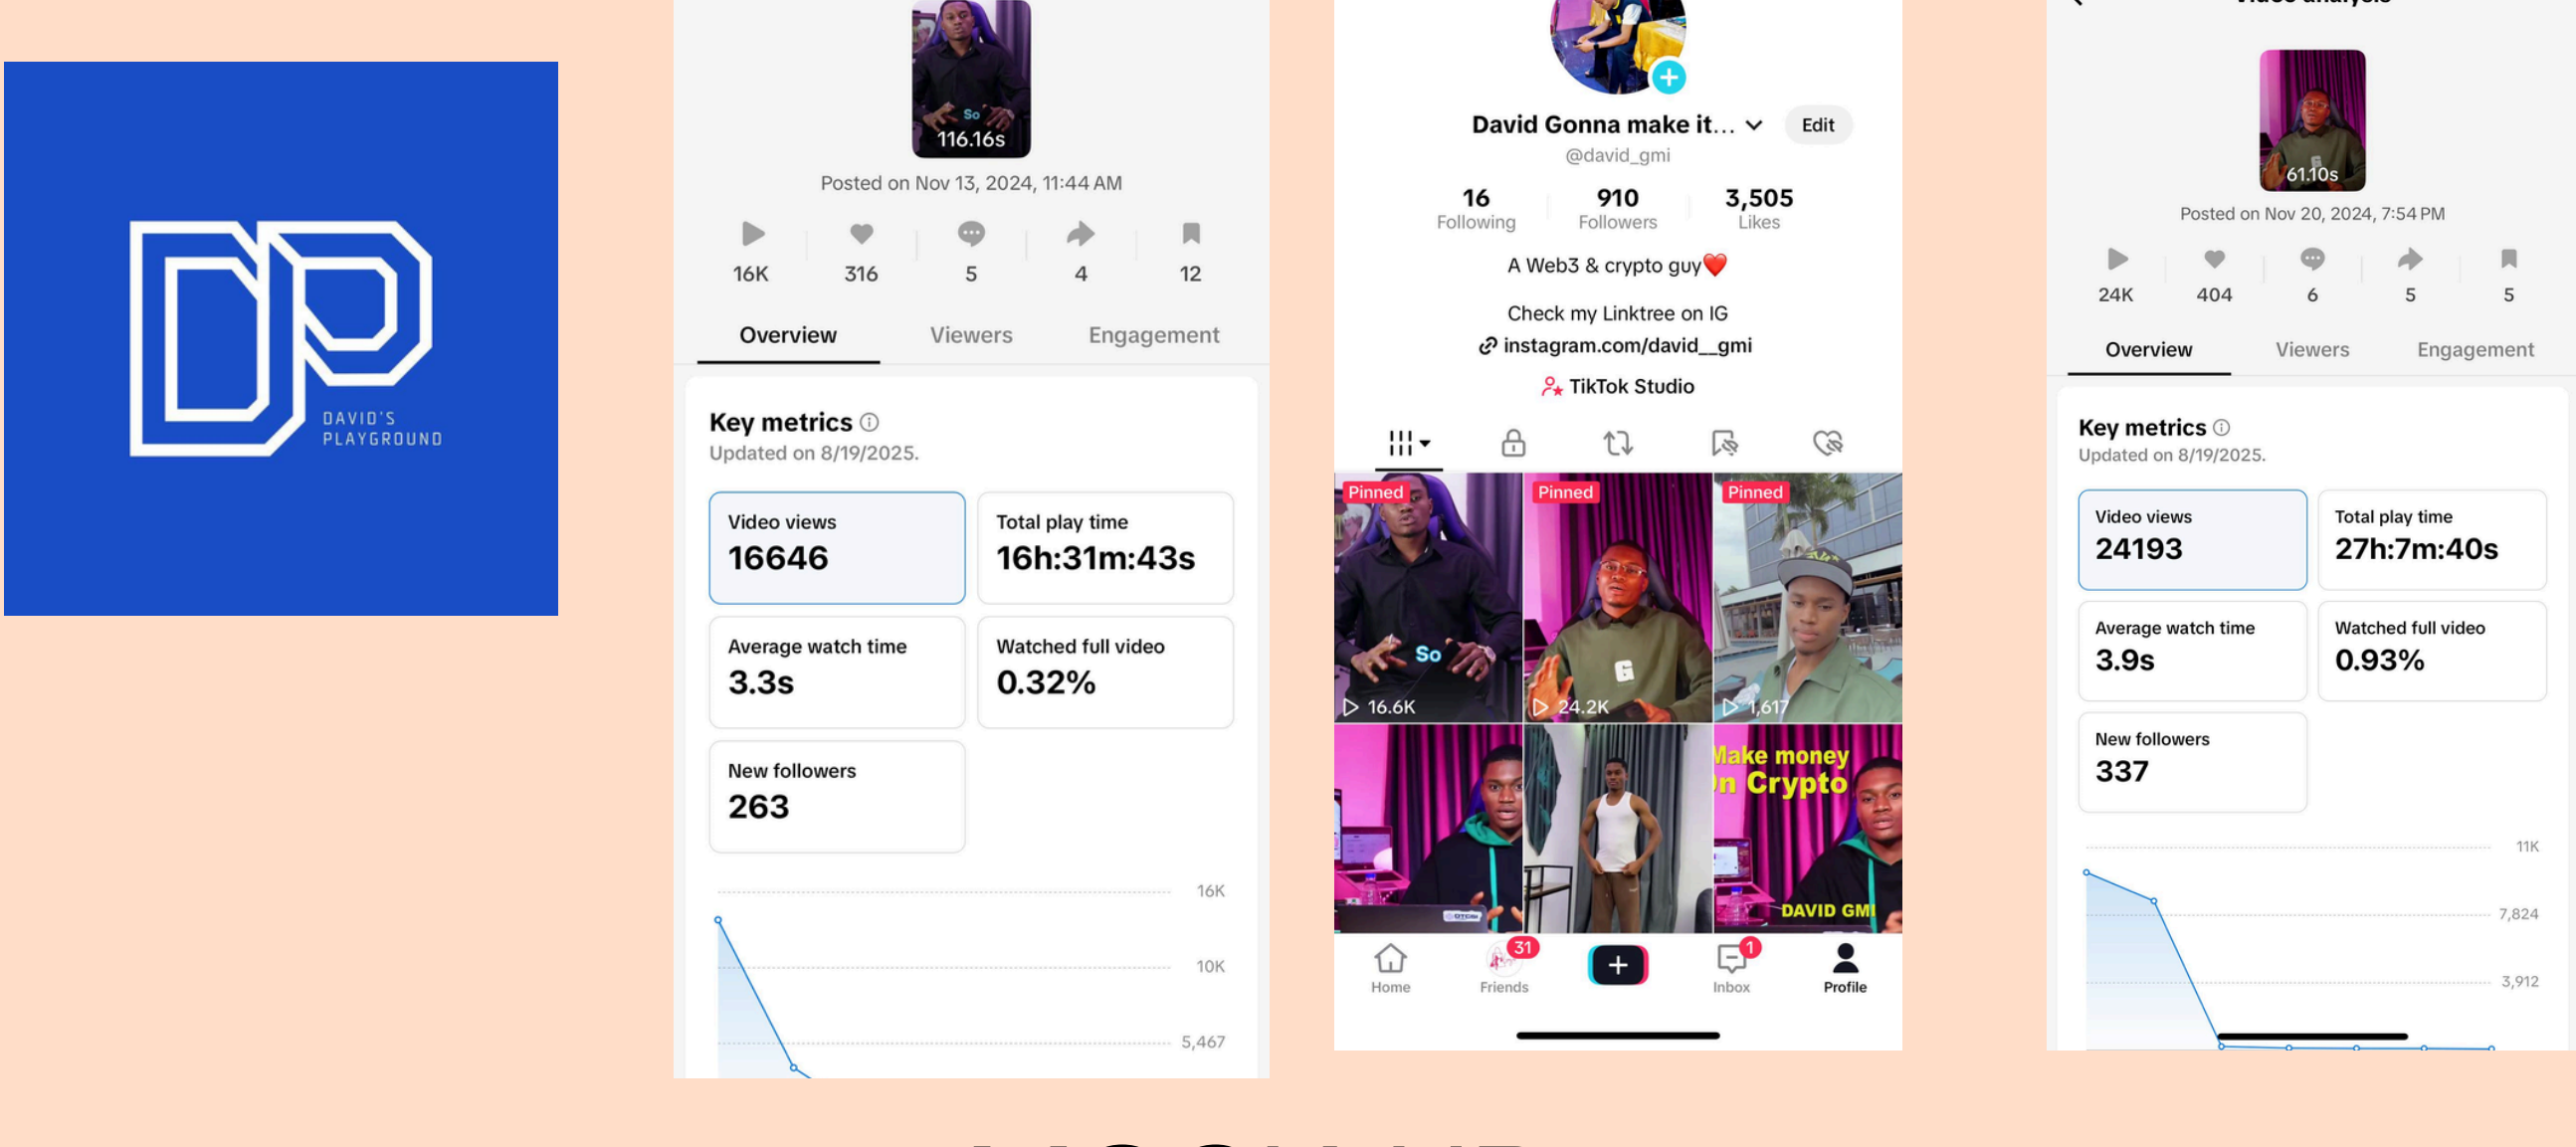 DAVID'S
PLAYGROUND
So
116.16s
Posted on Nov 13, 2024, 11:44 AM
16K
316
5
4
12
Overview
Viewers
Engagement
Key metrics
Updated on 8/19/2025.
Video views
16646
Total play time
16h:31m:43s
Average watch time
3.3s
Watched full video
0.32%
New followers
263
16K
10K
5,467
David Gonna make it...
Edit
@david_gmi
16
Following
910
Followers
3,505
Likes
A Web3 & crypto guy❤️
Check my Linktree on IG
instagram.com/david__gmi
TikTok Studio
Pinned
Pinned
Pinned
So
G
16.6K
24.2K
1,617
Make money
on Crypto
DAVID GMI
Home
31
Friends
1
Inbox
Profile
Video analysis
61.10s
Posted on Nov 20, 2024, 7:54 PM
24K
404
6
5
5
Overview
Viewers
Engagement
Key metrics
Updated on 8/19/2025.
Video views
24193
Total play time
27h:7m:40s
Average watch time
3.9s
Watched full video
0.93%
New followers
337
11K
7,824
3,912